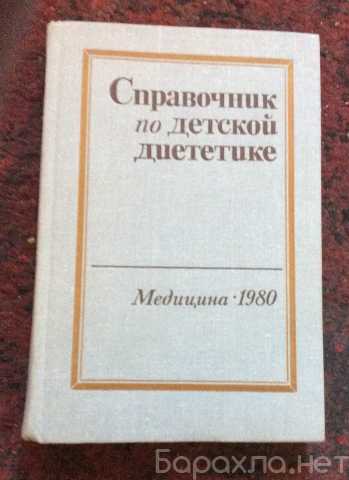 Справочник
по детской
диететике
Медицина · 1980
Барахла.нет